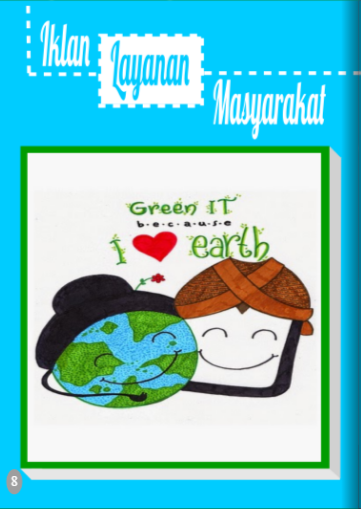 Iklan
Layanan
Masyarakat
Green IT
b·e·c·a·u·s·e
I ❤ earth
8